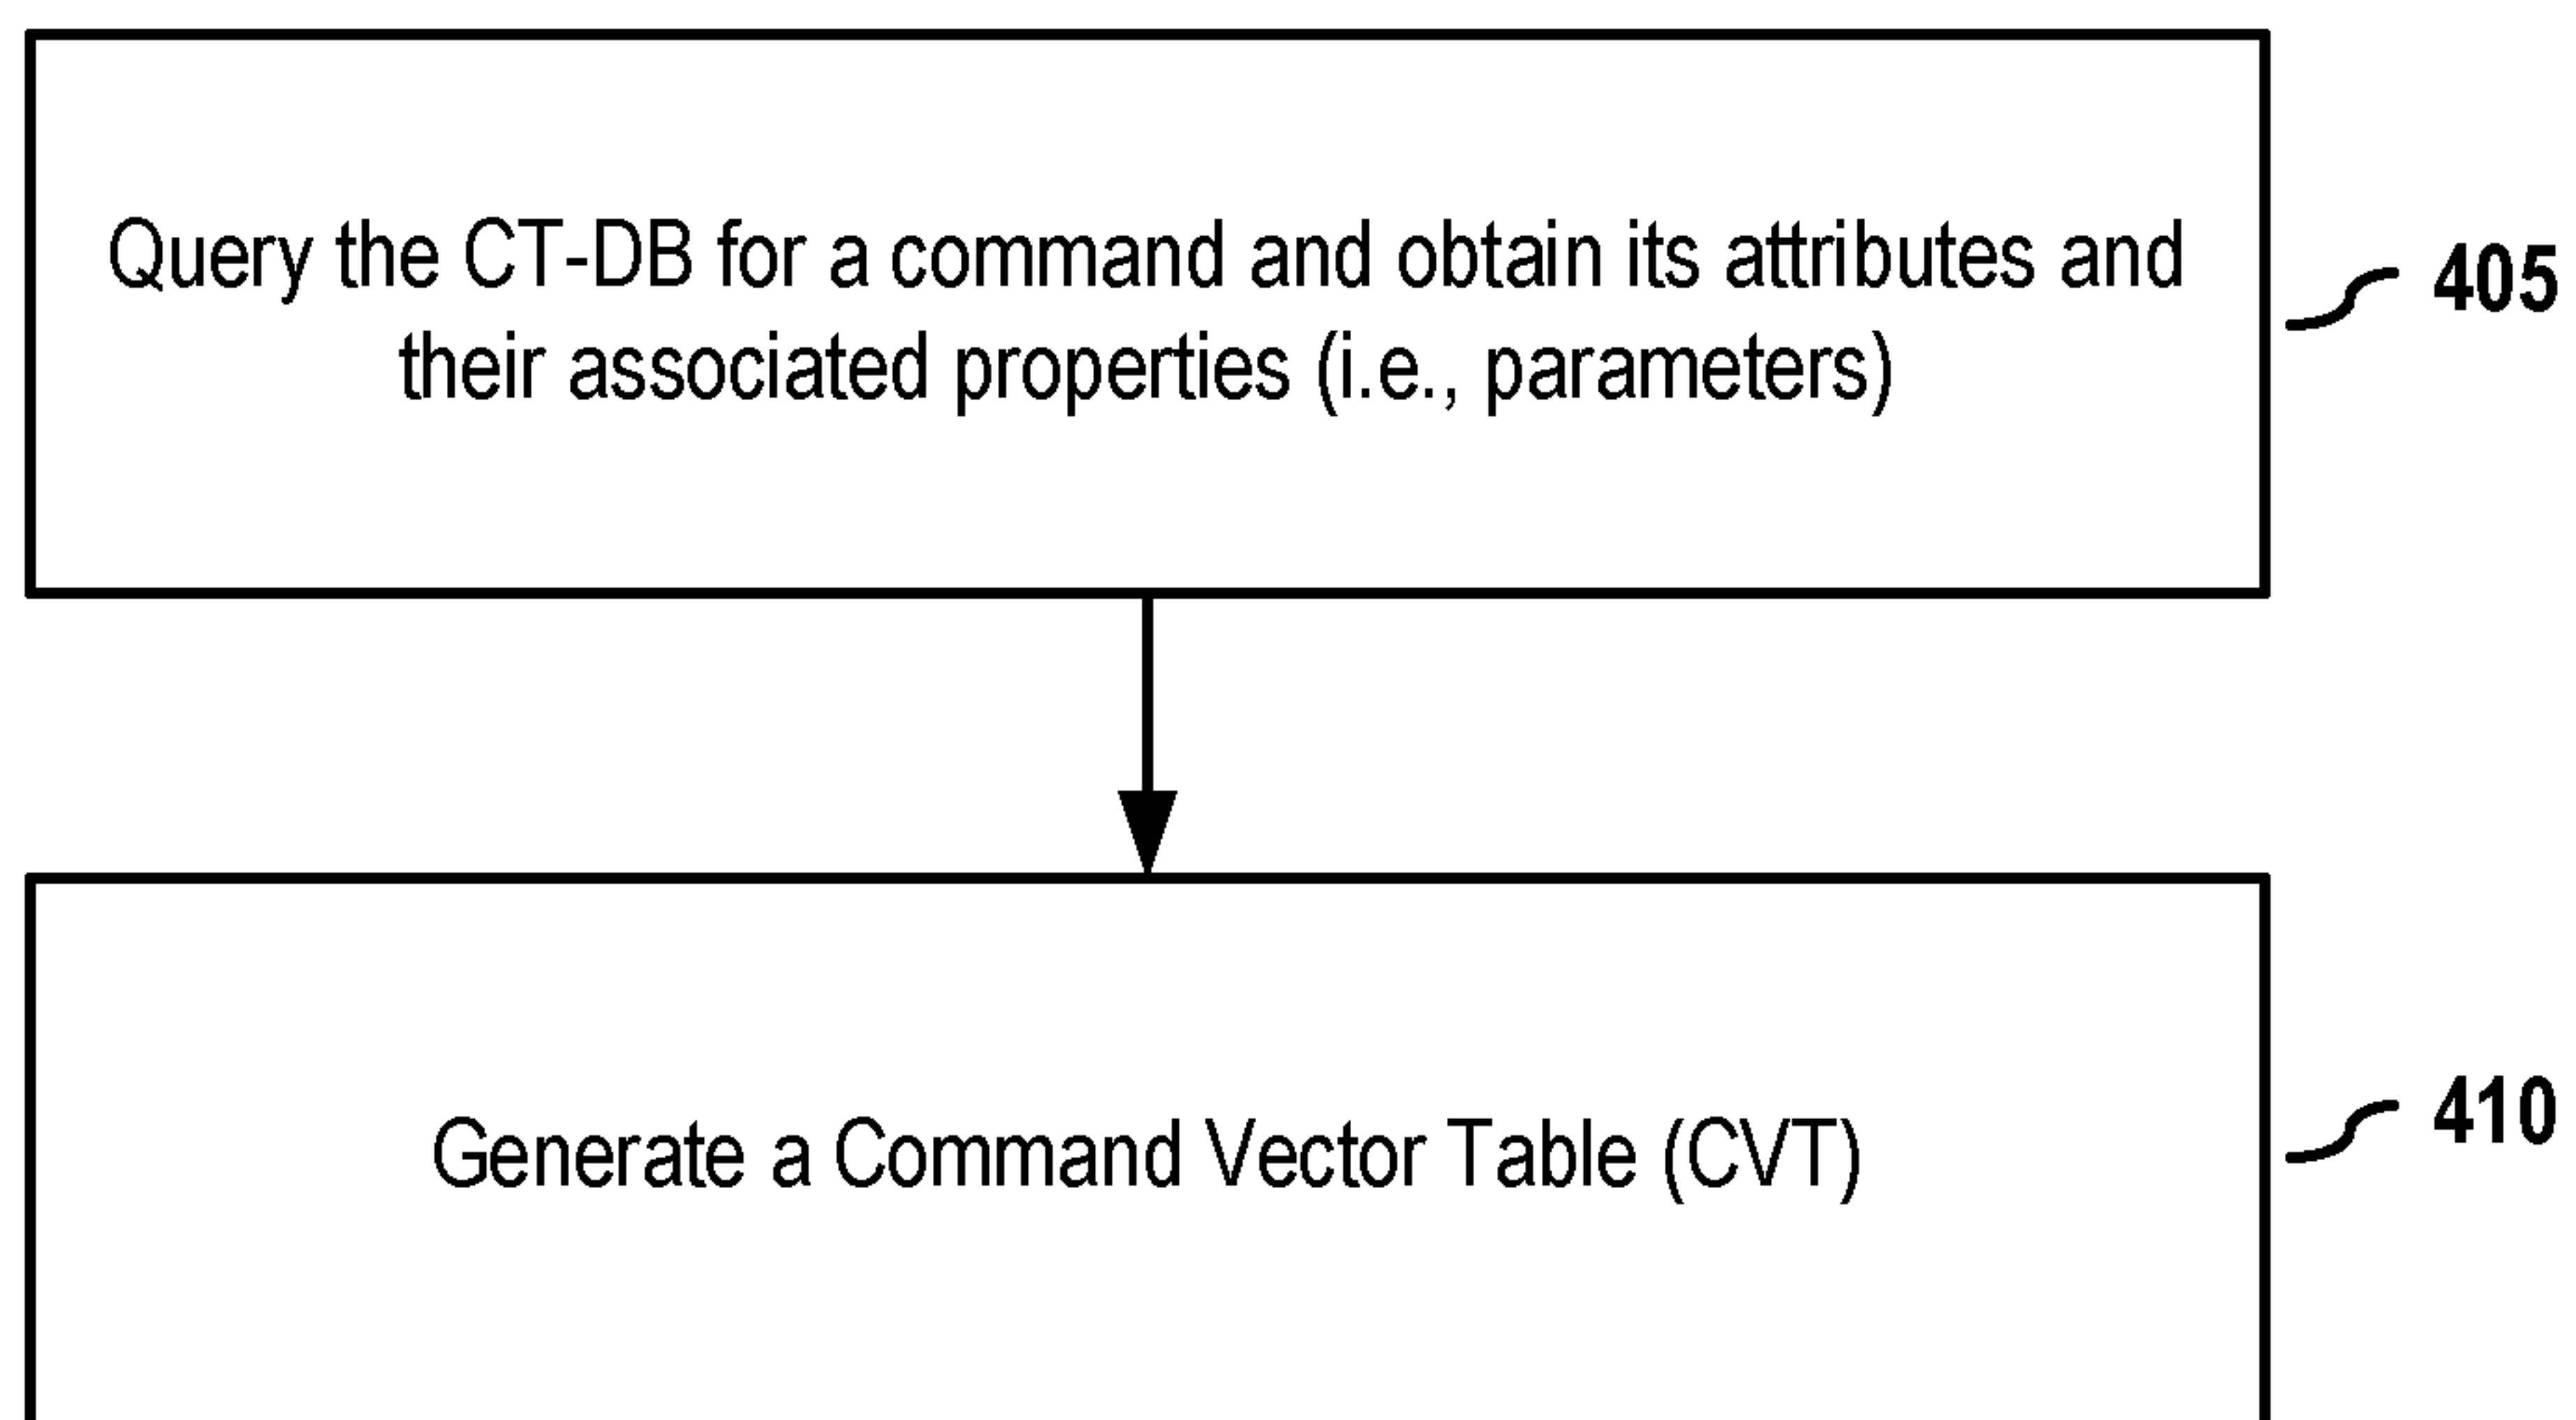 Query the CT-DB for a command and obtain its attributes and
their associated properties (i.e., parameters)
405
Generate a Command Vector Table (CVT)
410